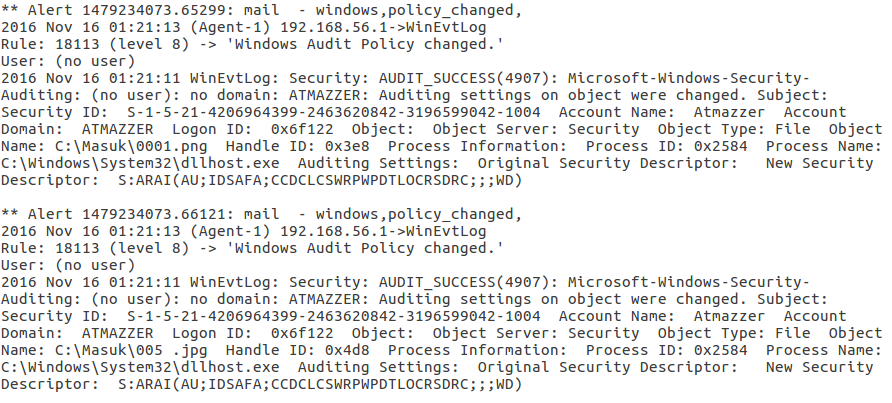 ** Alert 1479234073.65299: mail  - windows,policy_changed,
2016 Nov 16 01:21:13 (Agent-1) 192.168.56.1->WinEvtLog
Rule: 18113 (level 8) -> 'Windows Audit Policy changed.'
User: (no user)
2016 Nov 16 01:21:11 WinEvtLog: Security: AUDIT_SUCCESS(4907): Microsoft-Windows-Security-
Auditing: (no user): no domain: ATMAZZER: Auditing settings on object were changed. Subject:
Security ID:  S-1-5-21-4206964399-2463620842-3196599042-1004  Account Name:  Atmazzer  Account
Domain:  ATMAZZER  Logon ID:  0x6f122  Object:  Object Server: Security  Object Type: File  Object
Name: C:\Masuk\0001.png  Handle ID: 0x3e8  Process Information:  Process ID: 0x2584  Process Name:
C:\Windows\System32\dllhost.exe  Auditing Settings:  Original Security Descriptor:   New Security
Descriptor:  S:ARAI(AU;IDSAFA;CCDCLCSWRPWPDTLOCRSDRC;;;WD)

** Alert 1479234073.66121: mail  - windows,policy_changed,
2016 Nov 16 01:21:13 (Agent-1) 192.168.56.1->WinEvtLog
Rule: 18113 (level 8) -> 'Windows Audit Policy changed.'
User: (no user)
2016 Nov 16 01:21:11 WinEvtLog: Security: AUDIT_SUCCESS(4907): Microsoft-Windows-Security-
Auditing: (no user): no domain: ATMAZZER: Auditing settings on object were changed. Subject:
Security ID:  S-1-5-21-4206964399-2463620842-3196599042-1004  Account Name:  Atmazzer  Account
Domain:  ATMAZZER  Logon ID:  0x6f122  Object:  Object Server: Security  Object Type: File  Object
Name: C:\Masuk\005 .jpg  Handle ID: 0x4d8  Process Information:  Process ID: 0x2584  Process Name:
C:\Windows\System32\dllhost.exe  Auditing Settings:  Original Security Descriptor:   New Security
Descriptor:  S:ARAI(AU;IDSAFA;CCDCLCSWRPWPDTLOCRSDRC;;;WD)